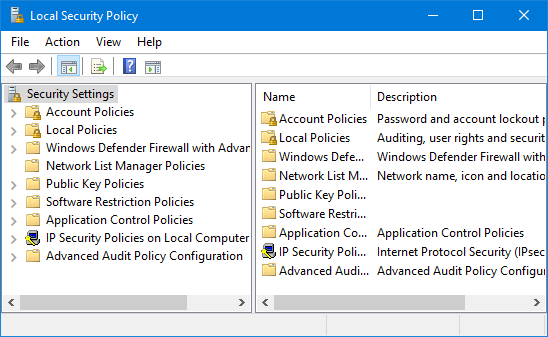 Local Security Policy
File Action View Help
Security Settings
Account Policies
Local Policies
Windows Defender Firewall with Advan
Network List Manager Policies
Public Key Policies
Software Restriction Policies
Application Control Policies
IP Security Policies on Local Computer
Advanced Audit Policy Configuration
Name Description
Account Policies Password and account lockout p
Local Policies Auditing, user rights and securit
Windows Defe... Windows Defender Firewall with
Network List M... Network name, icon and locatio
Public Key Poli...
Software Restri...
Application Co... Application Control Policies
IP Security Poli... Internet Protocol Security (IPsec
Advanced Audi... Advanced Audit Policy Configur